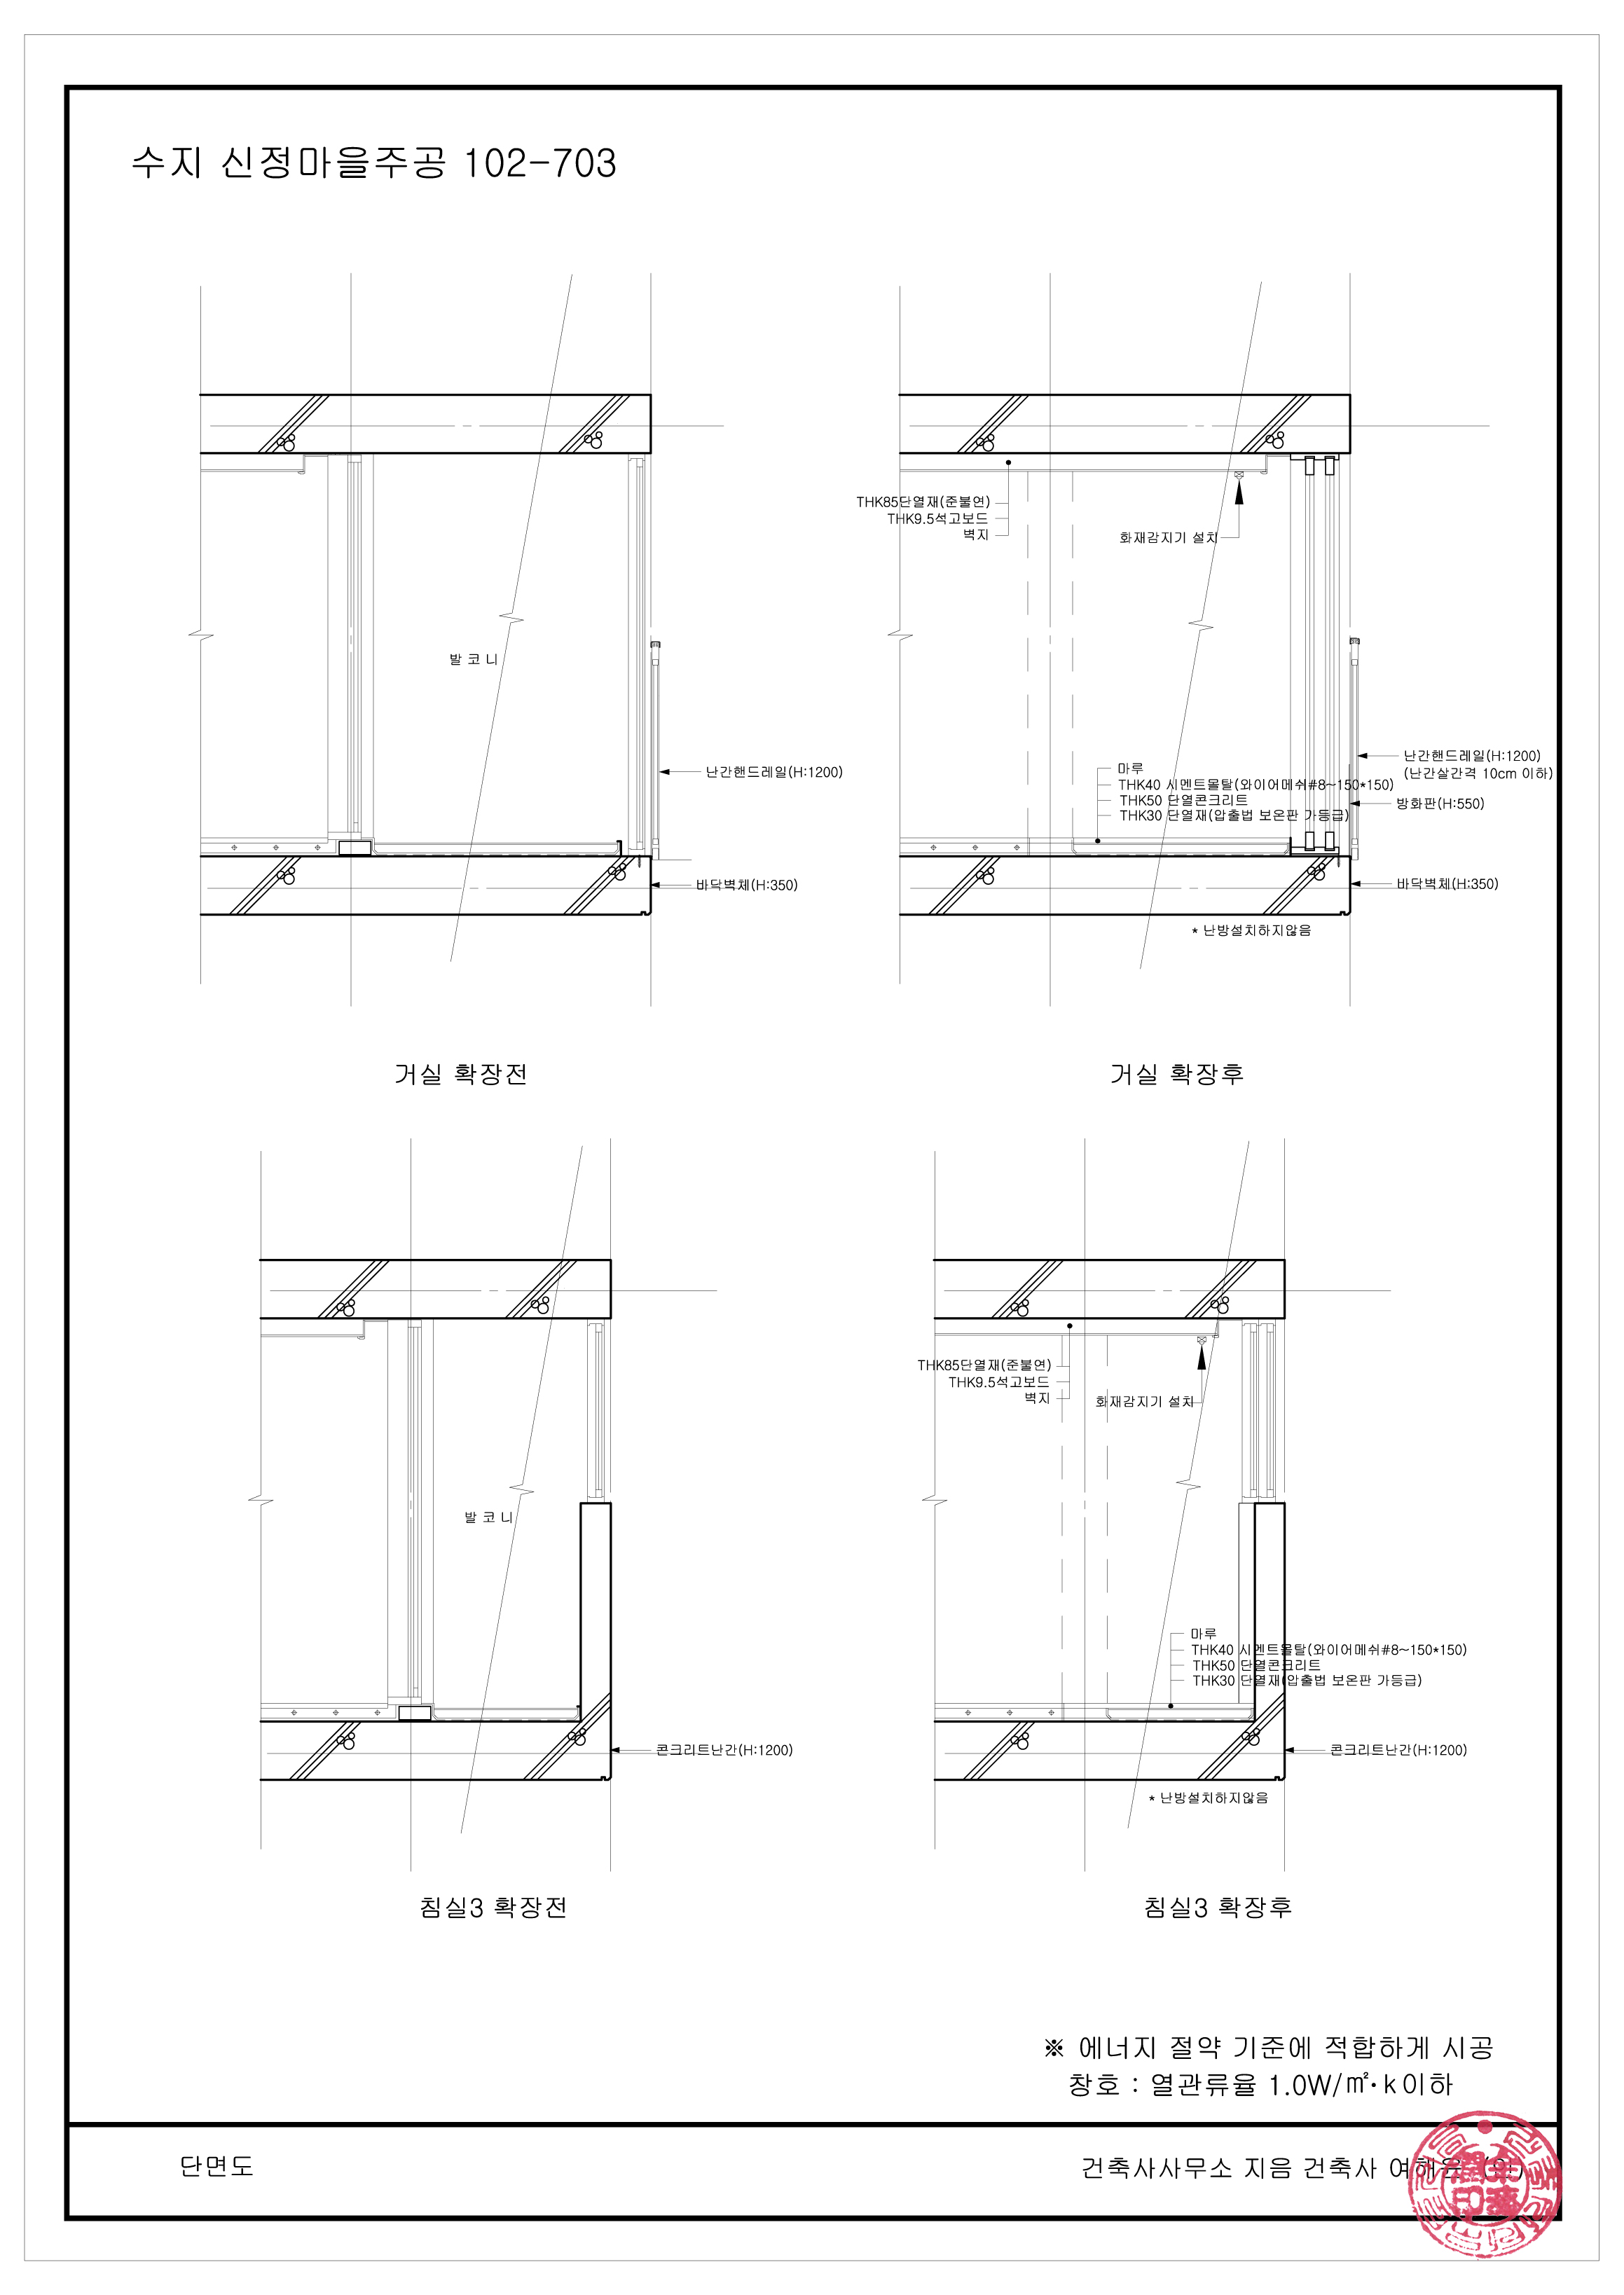 수지 신정마을주공 102-703
발 코 니
난간핸드레일(H:1200)
바닥벽체(H:350)
거실 확장전
THK85단열재(준불연)
THK9.5석고보드
벽지
화재감지기 설치
마루
THK40 시멘트몰탈(와이어메쉬#8~150*150)
THK50 단열콘크리트
THK30 단열재(압출법 보온판 가등급)
난간핸드레일(H:1200)
(난간살간격 10cm 이하)
방화판(H:550)
바닥벽체(H:350)
* 난방설치하지않음
거실 확장후
발 코 니
콘크리트난간(H:1200)
침실3 확장전
THK85단열재(준불연)
THK9.5석고보드
벽지
화재감지기 설치
마루
THK40 시멘트몰탈(와이어메쉬#8~150*150)
THK50 단열콘크리트
THK30 단열재(압출법 보온판 가등급)
콘크리트난간(H:1200)
* 난방설치하지않음
침실3 확장후
※ 에너지 절약 기준에 적합하게 시공
창호 : 열관류율 1.0W/㎡·k이하
단면도
건축사사무소 지음 건축사 (인)